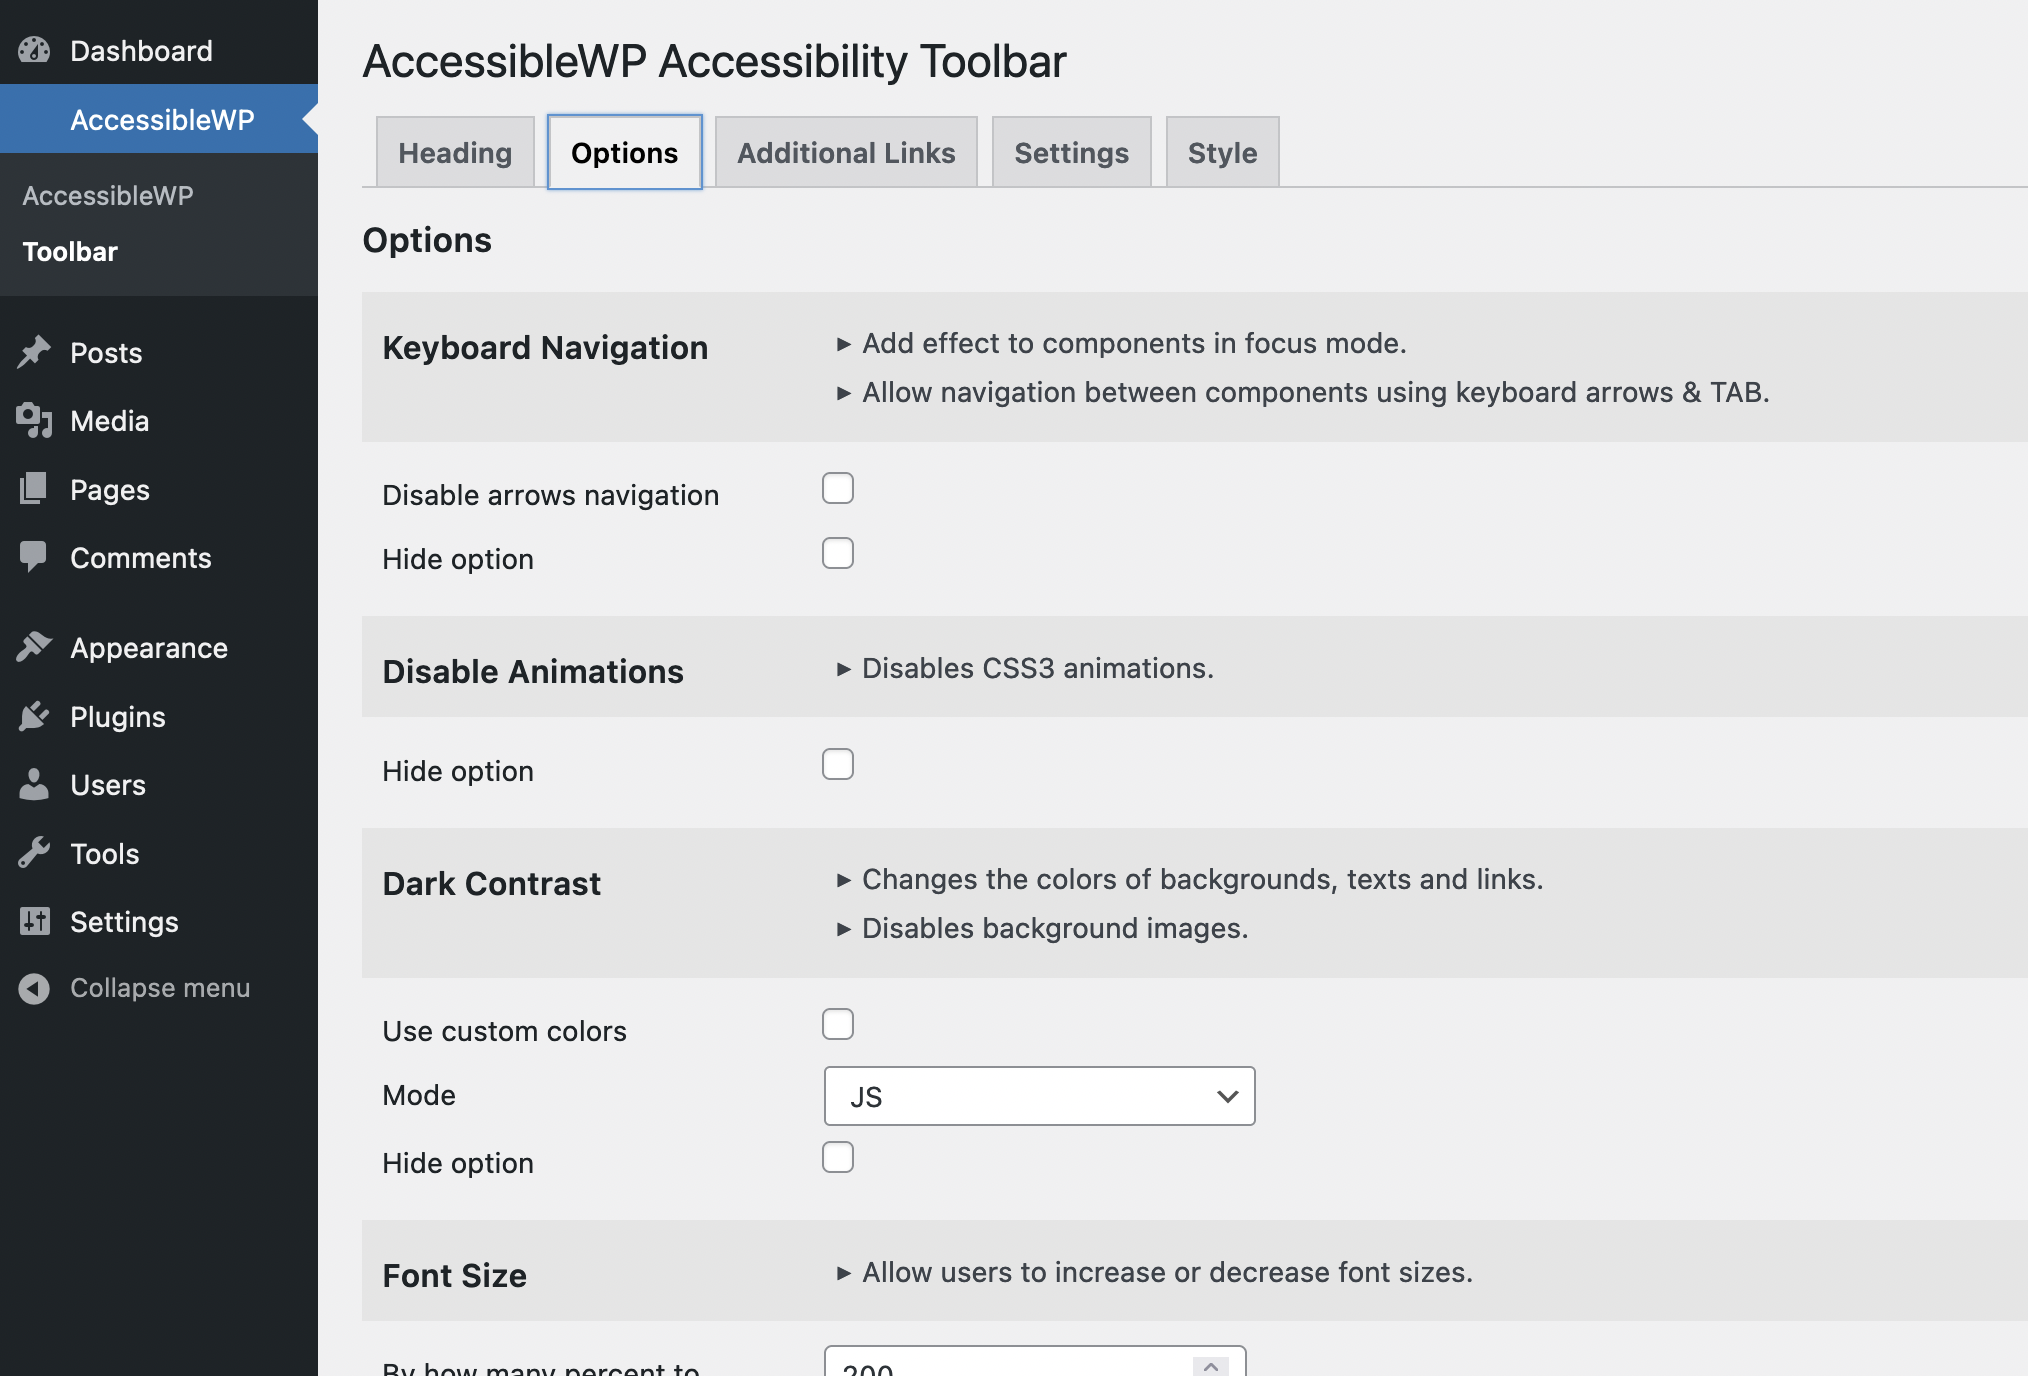 Dashboard
AccessibleWP
AccessibleWP
Toolbar
Posts
Media
Pages
Comments
Appearance
Plugins
Users
Tools
Settings
Collapse menu
AccessibleWP Accessibility Toolbar
Heading Options Additional Links Settings Style
Options
Keyboard Navigation
▸ Add effect to components in focus mode.
▸ Allow navigation between components using keyboard arrows & TAB.
Disable arrows navigation
Hide option
Disable Animations
▸ Disables CSS3 animations.
Hide option
Dark Contrast
▸ Changes the colors of backgrounds, texts and links.
▸ Disables background images.
Use custom colors
Mode JS
Hide option
Font Size
▸ Allow users to increase or decrease font sizes.
By how many percent to 200